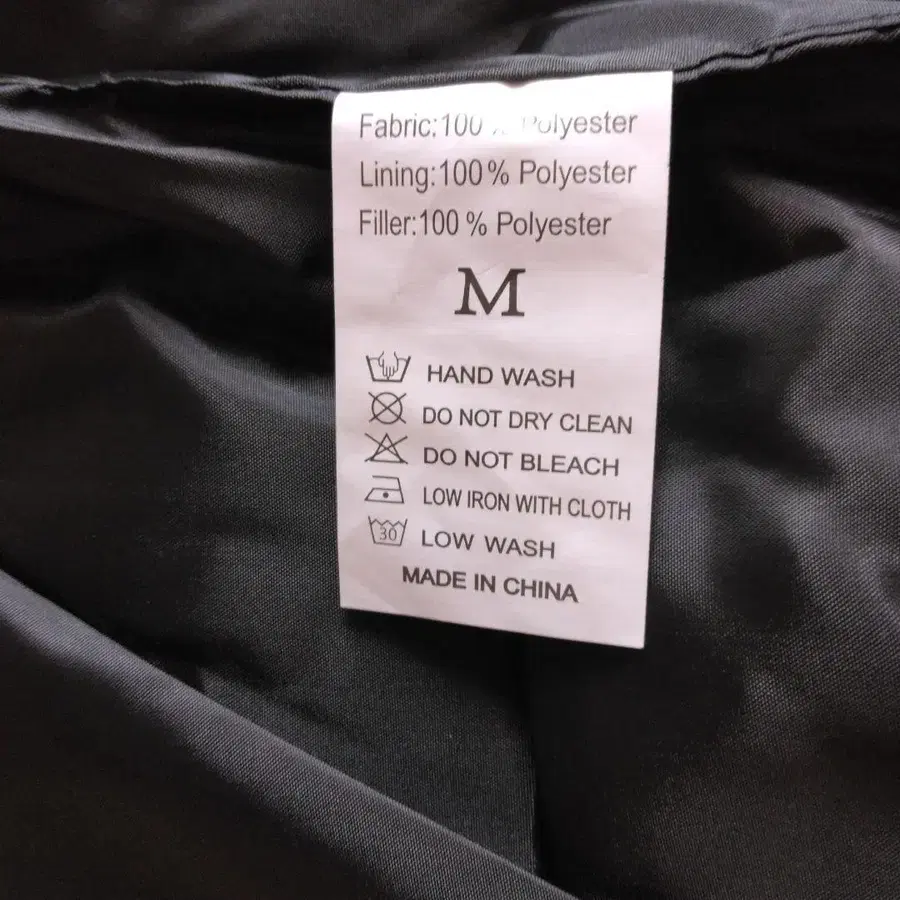 Fabric:100 % Polyester
Lining:100 % Polyester
Filler:100 % Polyester
M
HAND WASH
DO NOT DRY CLEAN
DO NOT BLEACH
LOW IRON WITH CLOTH
30 LOW WASH
MADE IN CHINA